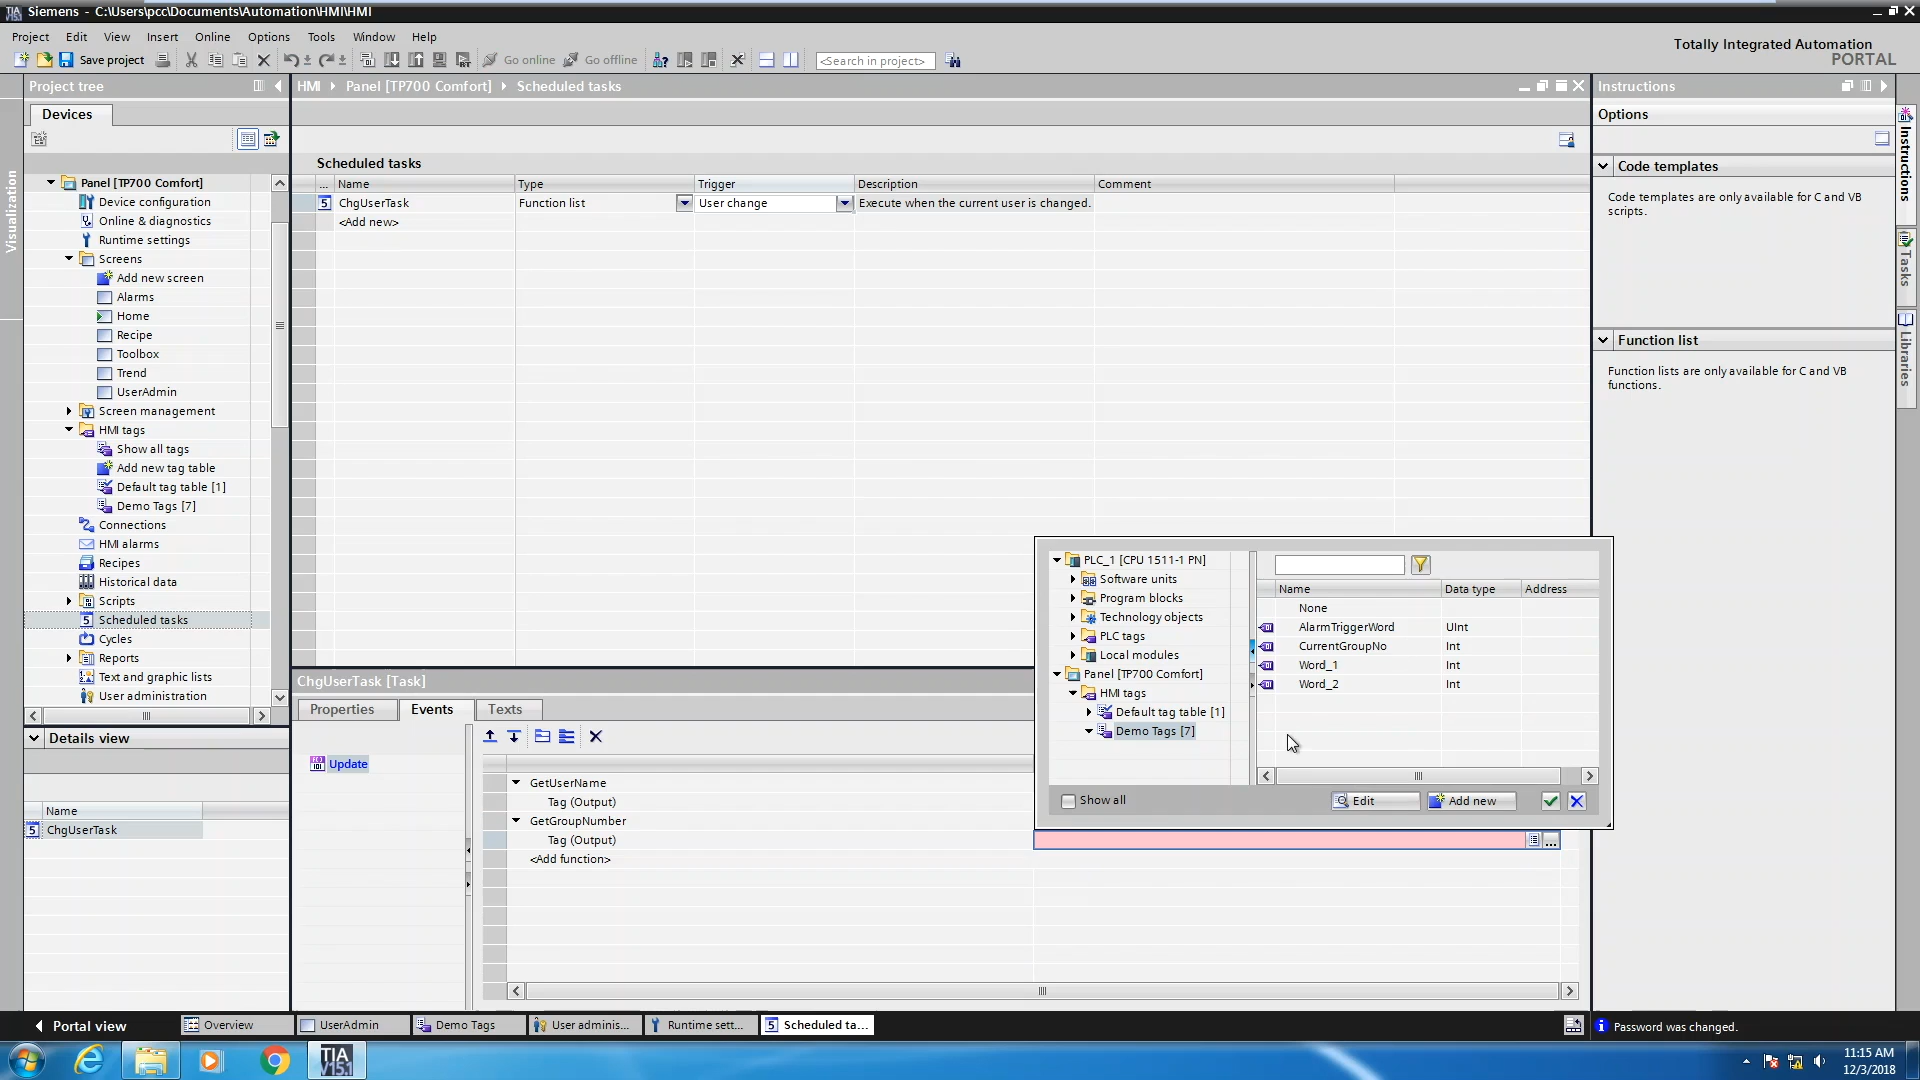 Siemens - C:\Users\pcc\Documents\Automation\HMI\HMI
Project Edit View Insert Online Options Tools Window Help
Totally Integrated Automation
PORTAL
Save project
Go online
Go offline
<Search in project>
Project tree
HMI
Panel [TP700 Comfort]
Scheduled tasks
Instructions
Devices
Options
Visualization
Scheduled tasks
... Name Type Trigger Description Comment
ChgUserTask Function list User change Execute when the current user is changed.
<Add new>
Panel [TP700 Comfort]
Device configuration
Online & diagnostics
Runtime settings
Screens
Add new screen
Alarms
Home
Recipe
Toolbox
Trend
UserAdmin
Screen management
HMI tags
Show all tags
Add new tag table
Default tag table [1]
Demo Tags [7]
Connections
HMI alarms
Recipes
Historical data
Scripts
Scheduled tasks
Cycles
Reports
Text and graphic lists
User administration
Code templates
Code templates are only available for C and VB
scripts.
Function list
Function lists are only available for C and VB
functions.
Instructions
Tasks
Libraries
PLC_1 [CPU 1511-1 PN]
Software units
Program blocks
Technology objects
PLC tags
Local modules
Panel [TP700 Comfort]
HMI tags
Default tag table [1]
Demo Tags [7]
Name Data type Address
None
AlarmTriggerWord UInt
CurrentGroupNo Int
Word_1 Int
Word_2 Int
Show all
Edit
Add new
ChgUserTask [Task]
Properties
Events
Texts
Update
GetUserName
Tag (Output)
GetGroupNumber
Tag (Output)
<Add function>
...
Details view
Name
ChgUserTask
Portal view
Overview
UserAdmin
Demo Tags
User adminis...
Runtime sett...
Scheduled ta...
Password was changed.
TIA
V15.1
11:15 AM
12/3/2018